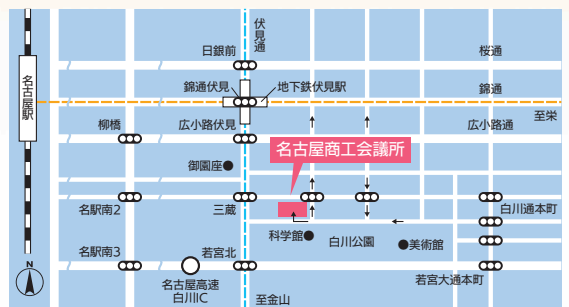 伏見通
日銀前
桜通
名古屋駅
錦通伏見
地下鉄伏見駅
錦通
至栄
柳橋
広小路伏見
広小路通
名古屋商工会議所
御園座
名駅南2
三蔵
白川通本町
科学館
白川公園
美術館
名駅南3
若宮北
若宮大通本町
名古屋高速
白川IC
至金山
N